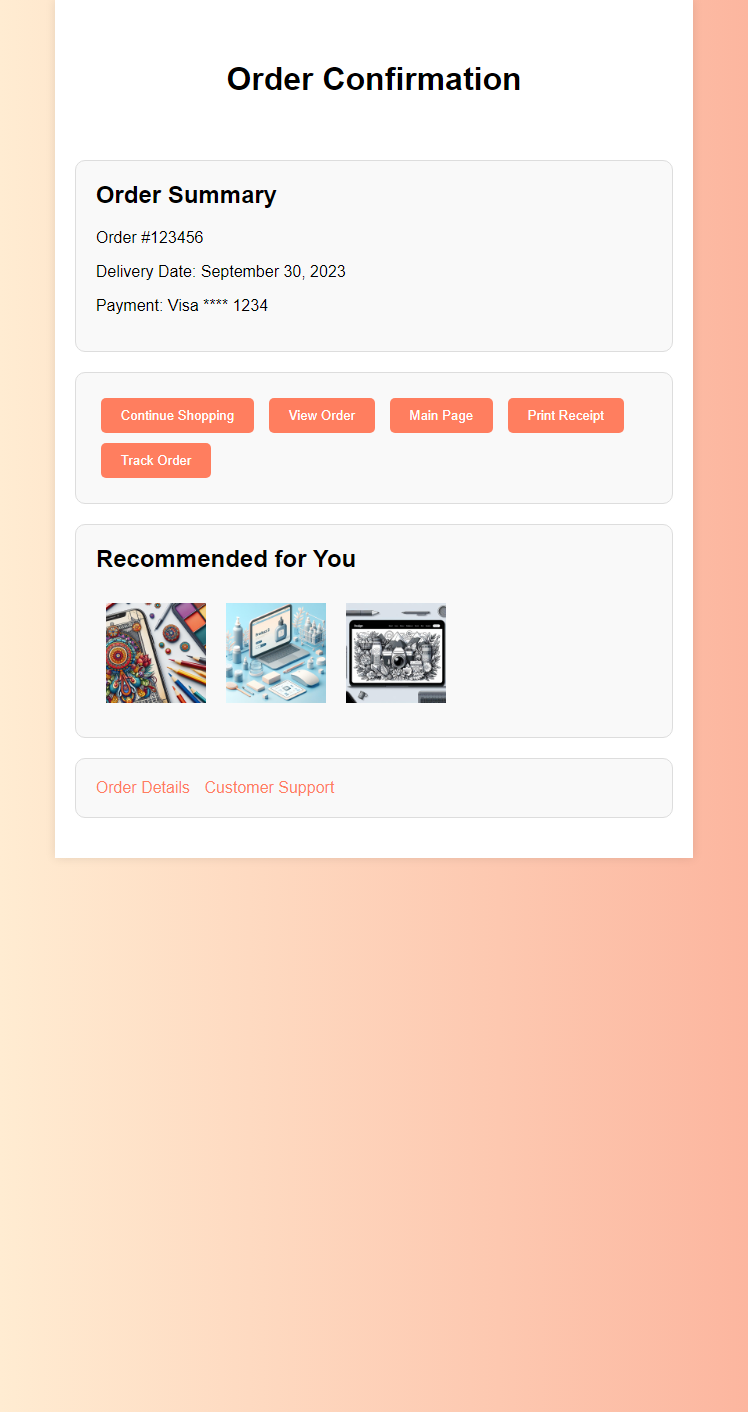 Order Confirmation
Order Summary
Order #123456
Delivery Date: September 30, 2023
Payment: Visa **** 1234
Continue Shopping
View Order
Main Page
Print Receipt
Track Order
Recommended for You
Order Details
Customer Support